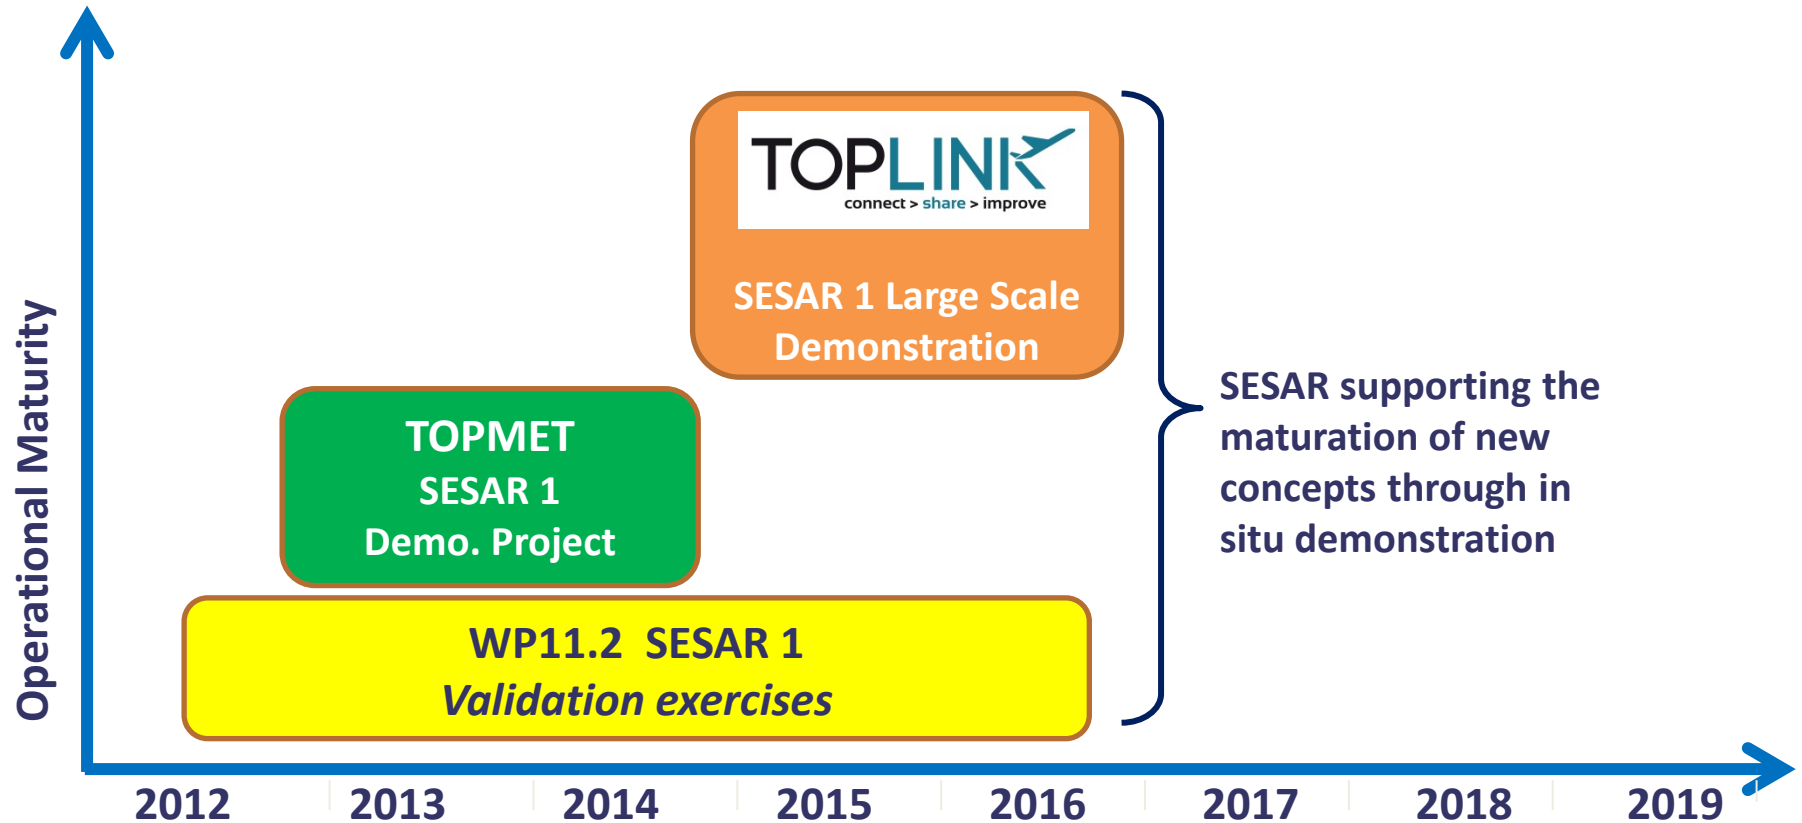 Operational Maturity
TOPLINK
connect > share > improve
SESAR 1 Large Scale
Demonstration
TOPMET
SESAR 1
Demo. Project
WP11.2 SESAR 1
Validation exercises
SESAR supporting the
maturation of new
concepts through in
situ demonstration
2012 2013 2014 2015 2016 2017 2018 2019